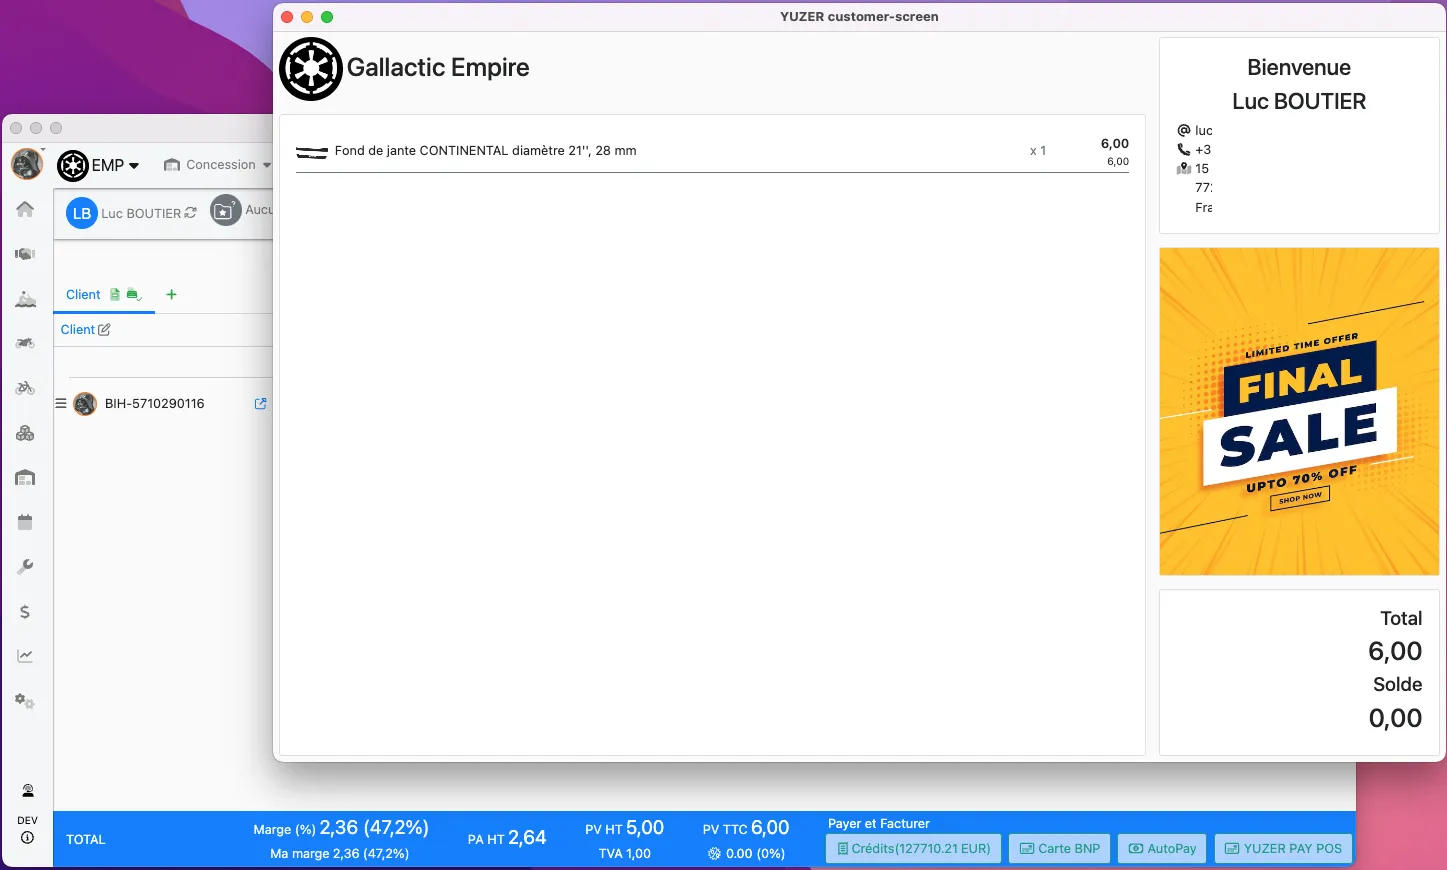 YUZER customer-screen
Gallactic Empire
Fond de jante CONTINENTAL diamètre 21'', 28 mm
x 1
6,00
6,00
Bienvenue
Luc BOUTIER
luc
+3
15
77
Fra
LIMITED TIME OFFER
FINAL
SALE
UPTO 70% OFF
SHOP NOW
Total
6,00
Solde
0,00
EMP
Concession
LB
Luc BOUTIER
Aucu
Client
Client
BIH-5710290116
DEV
TOTAL
Marge (%) 2,36 (47,2%)
Ma marge 2,36 (47,2%)
PA HT 2,64
PV HT 5,00
TVA 1,00
PV TTC 6,00
0.00 (0%)
Payer et Facturer
Crédits(127710.21 EUR)
Carte BNP
AutoPay
YUZER PAY POS